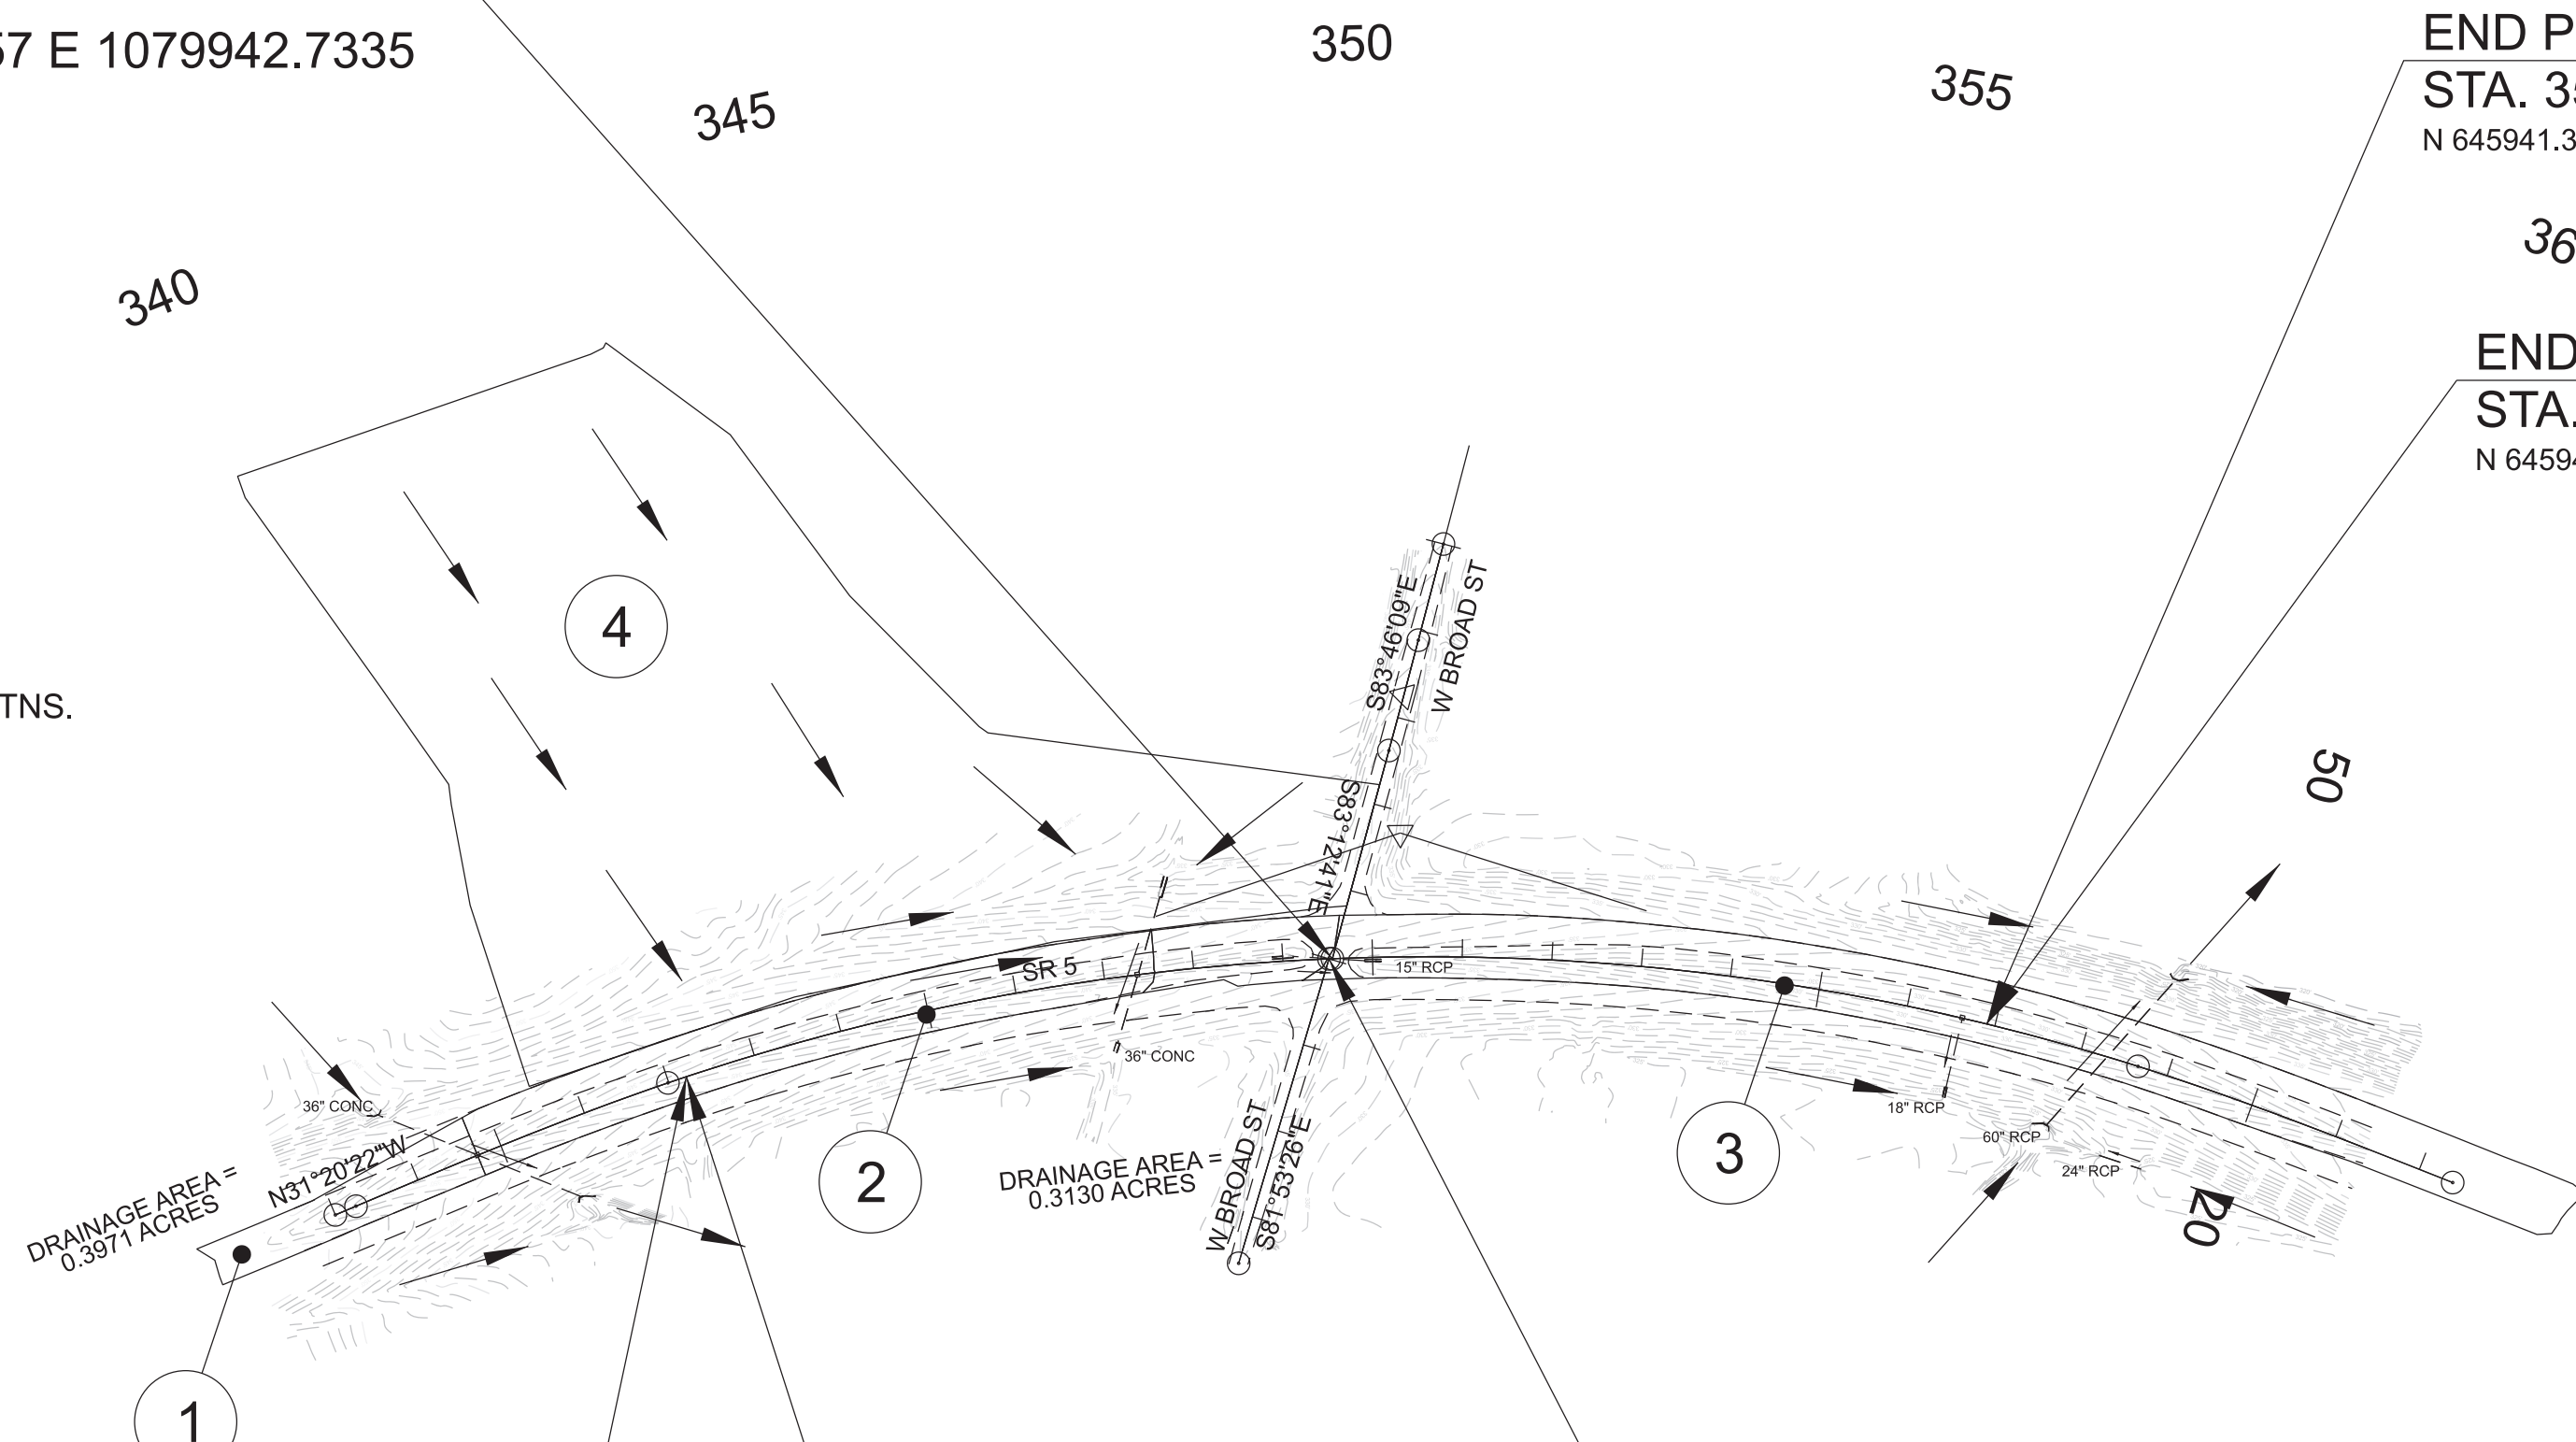 57 E 1079942.7335
350
345
355
340
END P
STA. 35
N 645941.3
36
END
STA.
N 64594
4
TNS.
S83°46'09"E
W BROAD ST
S83°12'41"E
50
SR 5
15" RCP
36" CONC
36" CONC
N31°20'22"W
DRAINAGE AREA =
0.3971 ACRES
DRAINAGE AREA =
0.3130 ACRES
W BROAD ST
S81°53'26"E
18" RCP
60" RCP
24" RCP
20
1
2
3